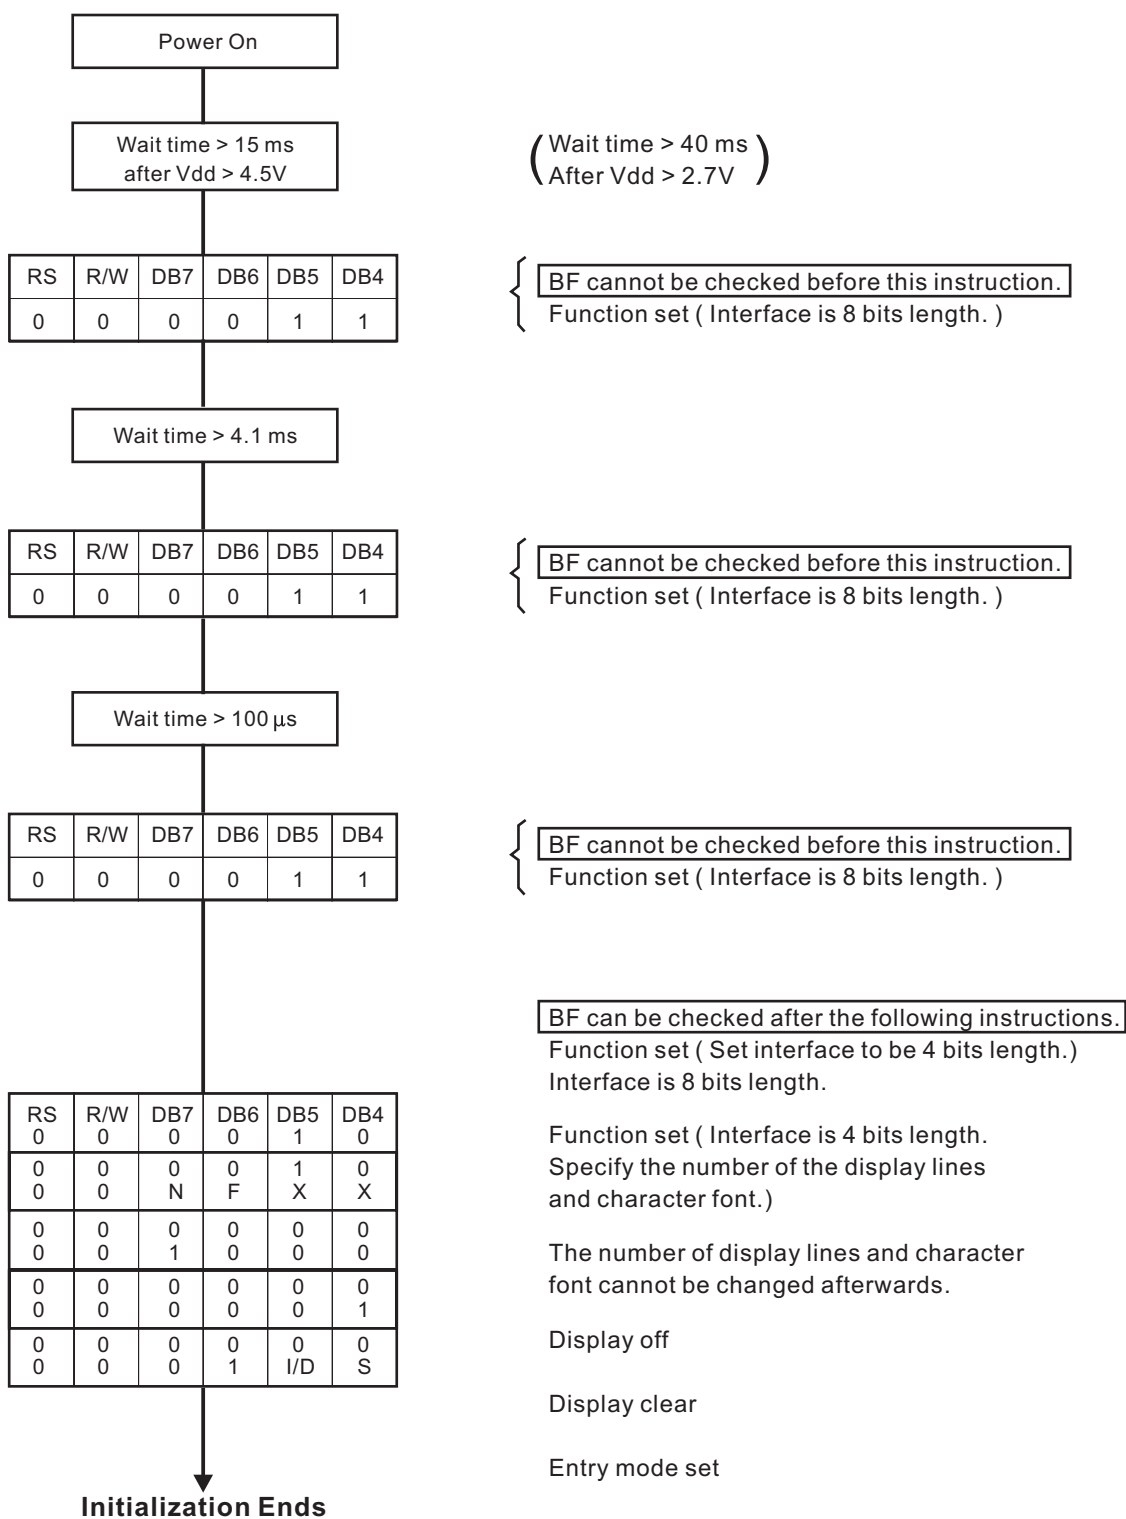 Power On
Wait time > 15 ms
after Vdd > 4.5V
(Wait time > 40 ms
After Vdd > 2.7V)
RS R/W DB7 DB6 DB5 DB4
0 0 0 0 1 1
BF cannot be checked before this instruction.
Function set ( Interface is 8 bits length. )
Wait time > 4.1 ms
RS R/W DB7 DB6 DB5 DB4
0 0 0 0 1 1
BF cannot be checked before this instruction.
Function set ( Interface is 8 bits length. )
Wait time > 100 µs
RS R/W DB7 DB6 DB5 DB4
0 0 0 0 1 1
BF cannot be checked before this instruction.
Function set ( Interface is 8 bits length. )
BF can be checked after the following instructions.
Function set ( Set interface to be 4 bits length.)
Interface is 8 bits length.
RS R/W DB7 DB6 DB5 DB4
0 0 0 0 1 0
0 0 0 0 1 0
0 0 N F X X
0 0 0 0 0 0
0 0 1 0 0 0
0 0 0 0 0 0
0 0 0 0 0 1
0 0 0 0 0 0
0 0 0 1 I/D S
Function set ( Interface is 4 bits length.
Specify the number of the display lines
and character font.)
The number of display lines and character
font cannot be changed afterwards.
Display off
Display clear
Entry mode set
Initialization Ends